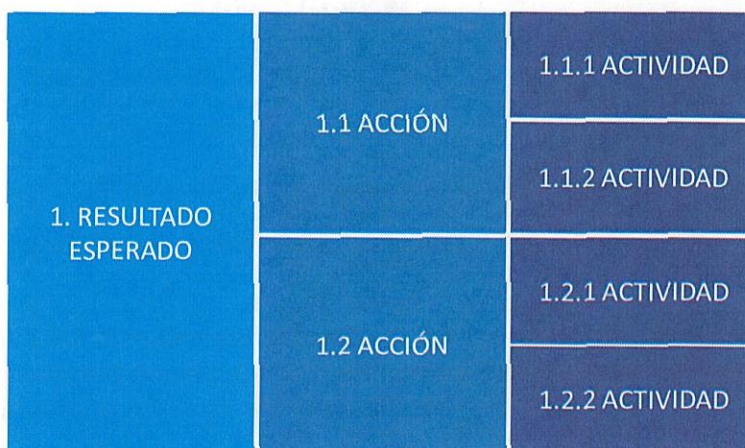 1. RESULTADO
ESPERADO
1.1 ACCIÓN
1.1.1 ACTIVIDAD
1.1.2 ACTIVIDAD
1.2 ACCIÓN
1.2.1 ACTIVIDAD
1.2.2 ACTIVIDAD